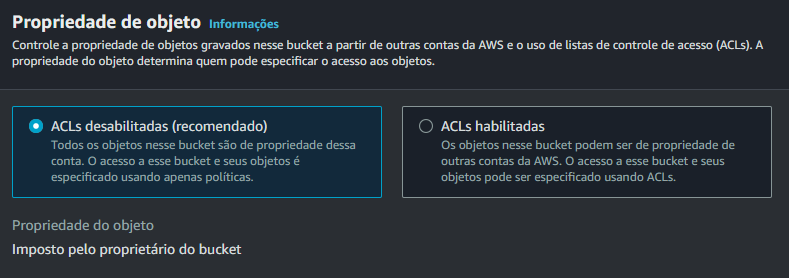 Propriedade de objeto Informações
Controle a propriedade de objetos gravados nesse bucket a partir de outras contas da AWS e o uso de listas de controle de acesso (ACLs). A
propriedade do objeto determina quem pode especificar o acesso aos objetos.
ACLs desabilitadas (recomendado)
Todos os objetos nesse bucket são de propriedade dessa
conta. O acesso a esse bucket e seus objetos é
especificado usando apenas políticas.
ACLs habilitadas
Os objetos nesse bucket podem ser de propriedade de
outras contas da AWS. O acesso a esse bucket e seus
objetos pode ser especificado usando ACLs.
Propriedade do objeto
Imposto pelo proprietário do bucket